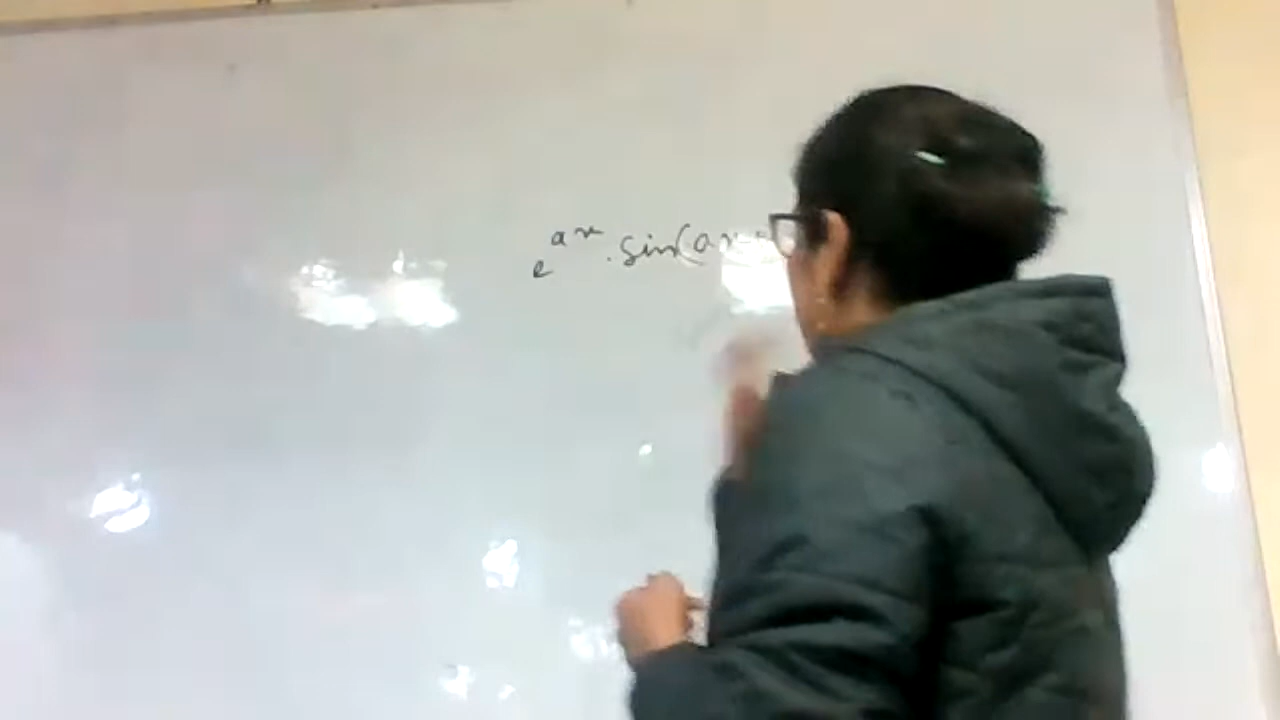 e^{ax} . sin(ax